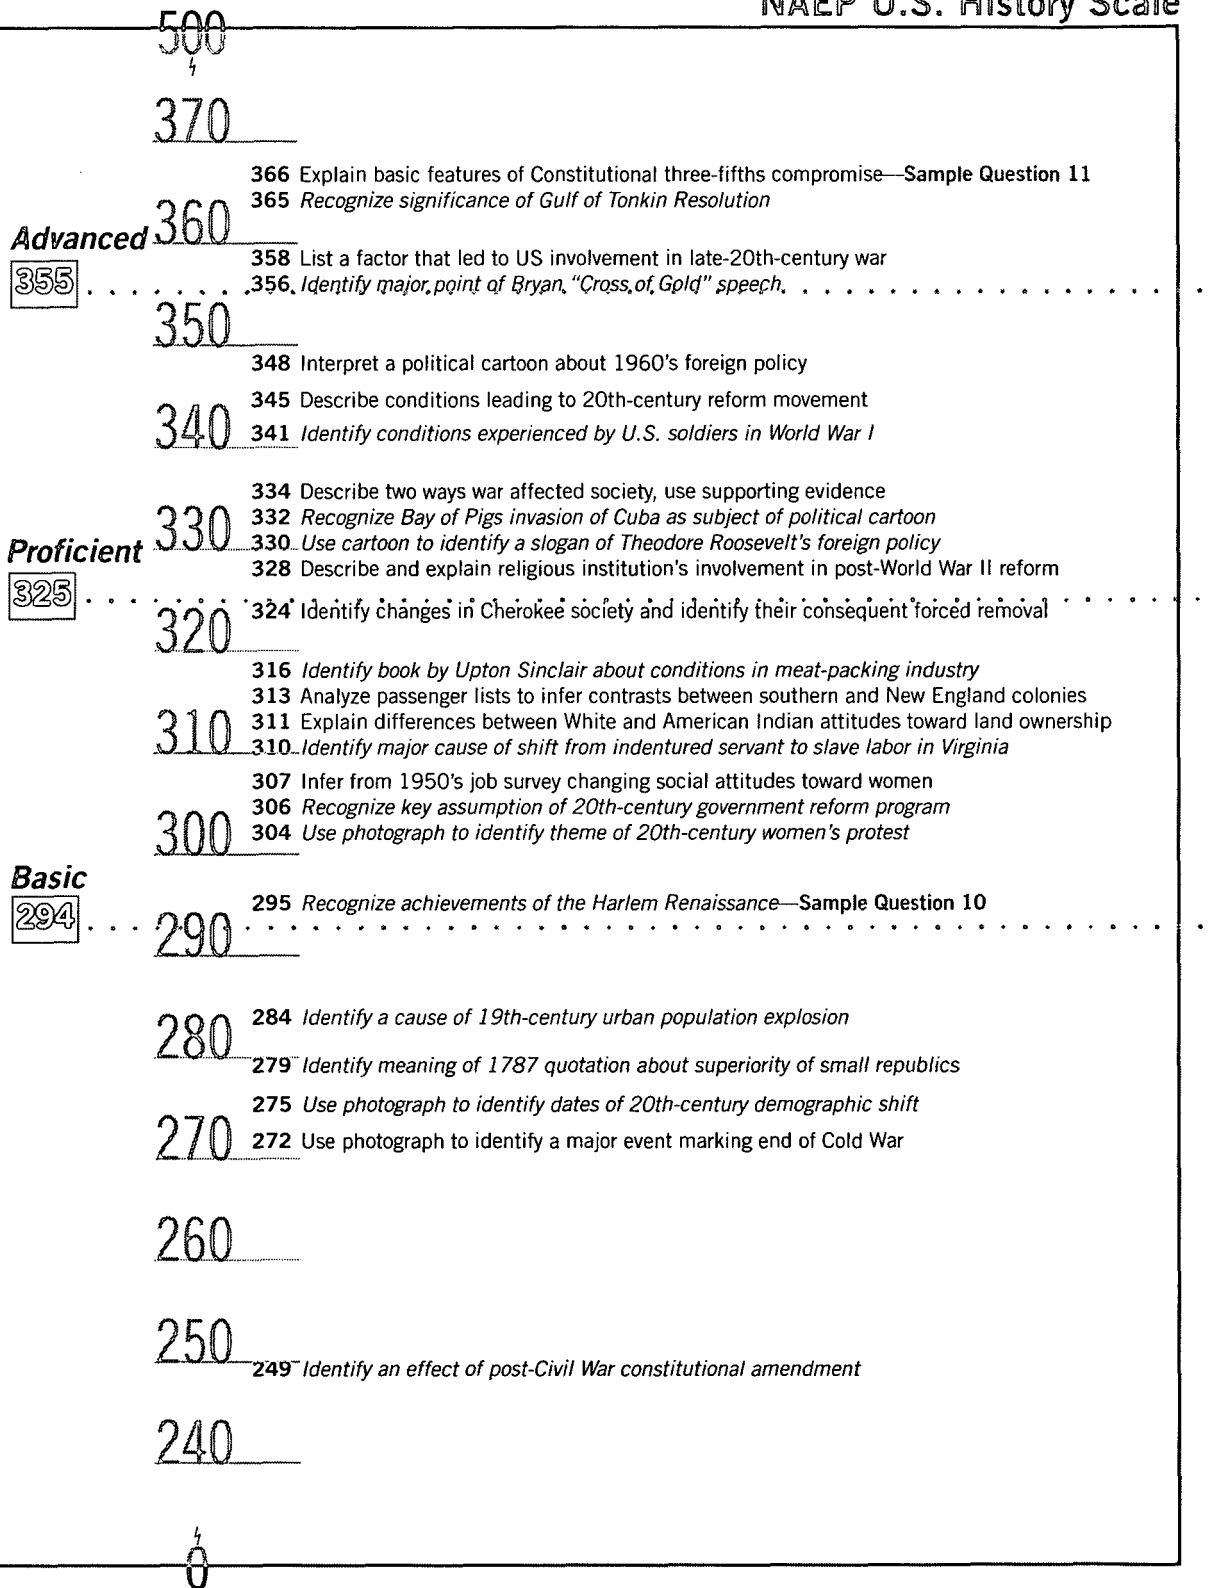 NAEP U.S. History Scale
500
370
366 Explain basic features of Constitutional three-fifths compromise—Sample Question 11
365 Recognize significance of Gulf of Tonkin Resolution
360
Advanced
358 List a factor that led to US involvement in late-20th-century war
355
356 Identify major point of Bryan "Cross of Gold" speech
350
348 Interpret a political cartoon about 1960's foreign policy
345 Describe conditions leading to 20th-century reform movement
340
341 Identify conditions experienced by U.S. soldiers in World War I
334 Describe two ways war affected society, use supporting evidence
332 Recognize Bay of Pigs invasion of Cuba as subject of political cartoon
330
330 Use cartoon to identify a slogan of Theodore Roosevelt's foreign policy
Proficient
328 Describe and explain religious institution's involvement in post-World War II reform
325
324 Identify changes in Cherokee society and identify their consequent forced removal
320
316 Identify book by Upton Sinclair about conditions in meat-packing industry
313 Analyze passenger lists to infer contrasts between southern and New England colonies
311 Explain differences between White and American Indian attitudes toward land ownership
310
310 Identify major cause of shift from indentured servant to slave labor in Virginia
307 Infer from 1950's job survey changing social attitudes toward women
306 Recognize key assumption of 20th-century government reform program
300
304 Use photograph to identify theme of 20th-century women's protest
Basic
294
295 Recognize achievements of the Harlem Renaissance—Sample Question 10
290
284 Identify a cause of 19th-century urban population explosion
280
279 Identify meaning of 1787 quotation about superiority of small republics
275 Use photograph to identify dates of 20th-century demographic shift
270
272 Use photograph to identify a major event marking end of Cold War
260
250
249 Identify an effect of post-Civil War constitutional amendment
240
0